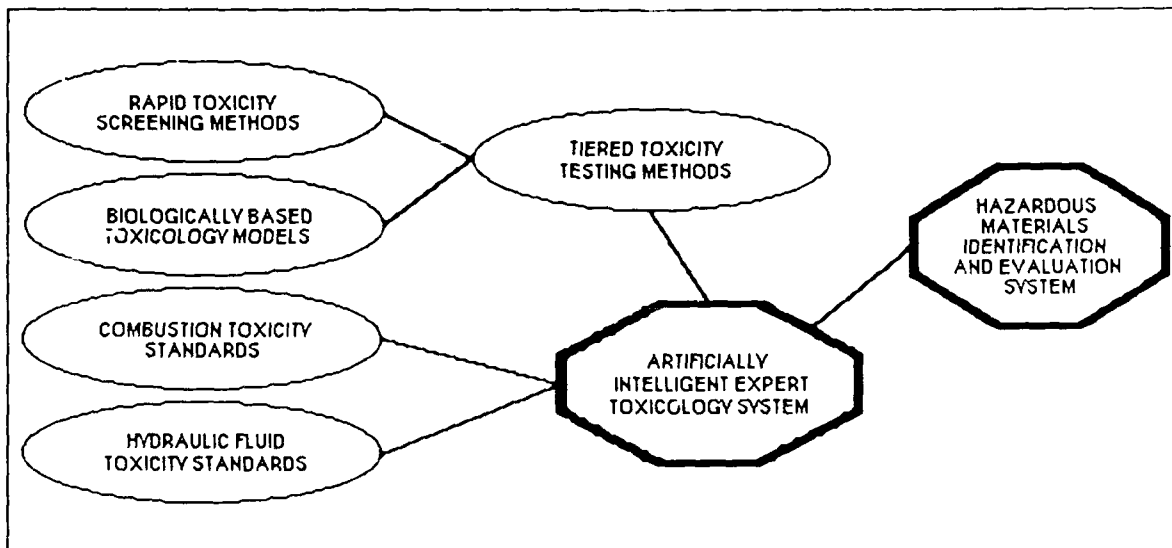 RAPID TOXICITY
SCREENING METHODS
BIOLOGICALLY BASED
TOXICOLOGY MODELS
TIERED TOXICITY
TESTING METHODS
COMBUSTION TOXICITY
STANDARDS
HYDRAULIC FLUID
TOXICITY STANDARDS
ARTIFICIALLY
INTELLIGENT EXPERT
TOXICOLOGY SYSTEM
HAZARDOUS
MATERIALS
IDENTIFICATION
AND EVALUATION
SYSTEM